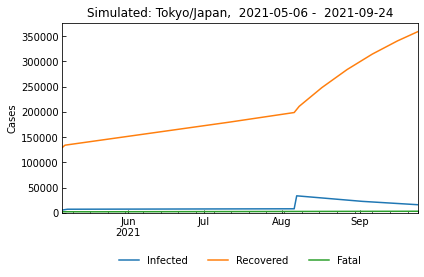 Simulated: Tokyo/Japan,  2021-05-06 -  2021-09-24
Cases
350000
300000
250000
200000
150000
100000
50000
0
Jun
2021
Jul
Aug
Sep
Infected
Recovered
Fatal